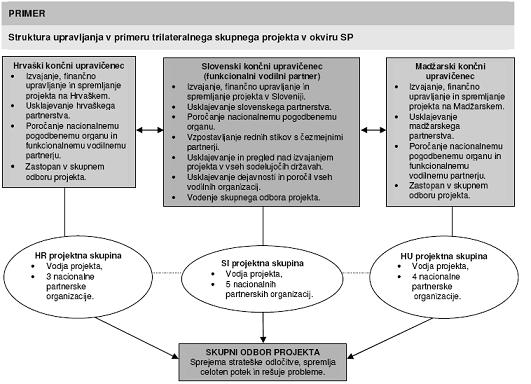 PRIMER
Struktura upravljanja v primeru trilateralnega skupnega projekta v okviru SP
Hrvaški končni upravičenec
• Izvajanje, finančno
upravljanje in spremljanje
projekta na Hrvaškem.
• Usklajevanje hrvaškega
partnerstva.
• Poročanje nacionalnemu
pogodbenemu organu in
funkcionalnemu vodilnemu
partnerju.
• Zastopan v skupnem
odboru projekta.
Slovenski končni upravičenec
(funkcionalni vodilni partner)
• Izvajanje, finančno upravljanje in
spremljanje projekta v Sloveniji.
• Usklajevanje slovenskega partnerstva.
• Poročanje nacionalnemu pogodbenemu
organu.
• Vzpostavljanje rednih stikov s čezmejnimi
partnerji.
• Usklajevanje in pregled nad izvajanjem
projekta v vseh sodelujočih državah.
• Usklajevanje dejavnosti in poročil vseh
vodilnih organizacij.
• Vodenje skupnega odbora projekta.
Madžarski končni
upravičenec
• Izvajanje, finančno
upravljanje in spremljanje
projekta na Madžarskem.
• Usklajevanje
madžarskega
partnerstva.
• Poročanje nacionalnemu
pogodbenemu organu in
funkcionalnemu
vodilnemu partnerju.
• Zastopan v skupnem
odboru projekta.
HR projektna skupina
• Vodja projekta,
• 3 nacionalne
partnerske
organizacije.
SI projektna skupina
• Vodja projekta,
• 5 nacionalnih
partnerskih organizacij.
HU projektna skupina
• Vodja projekta,
• 4 nacionalne
partnerske
organizacije.
SKUPNI ODBOR PROJEKTA
Sprejema strateške odločitve, spremlja
celoten potek in rešuje probleme.